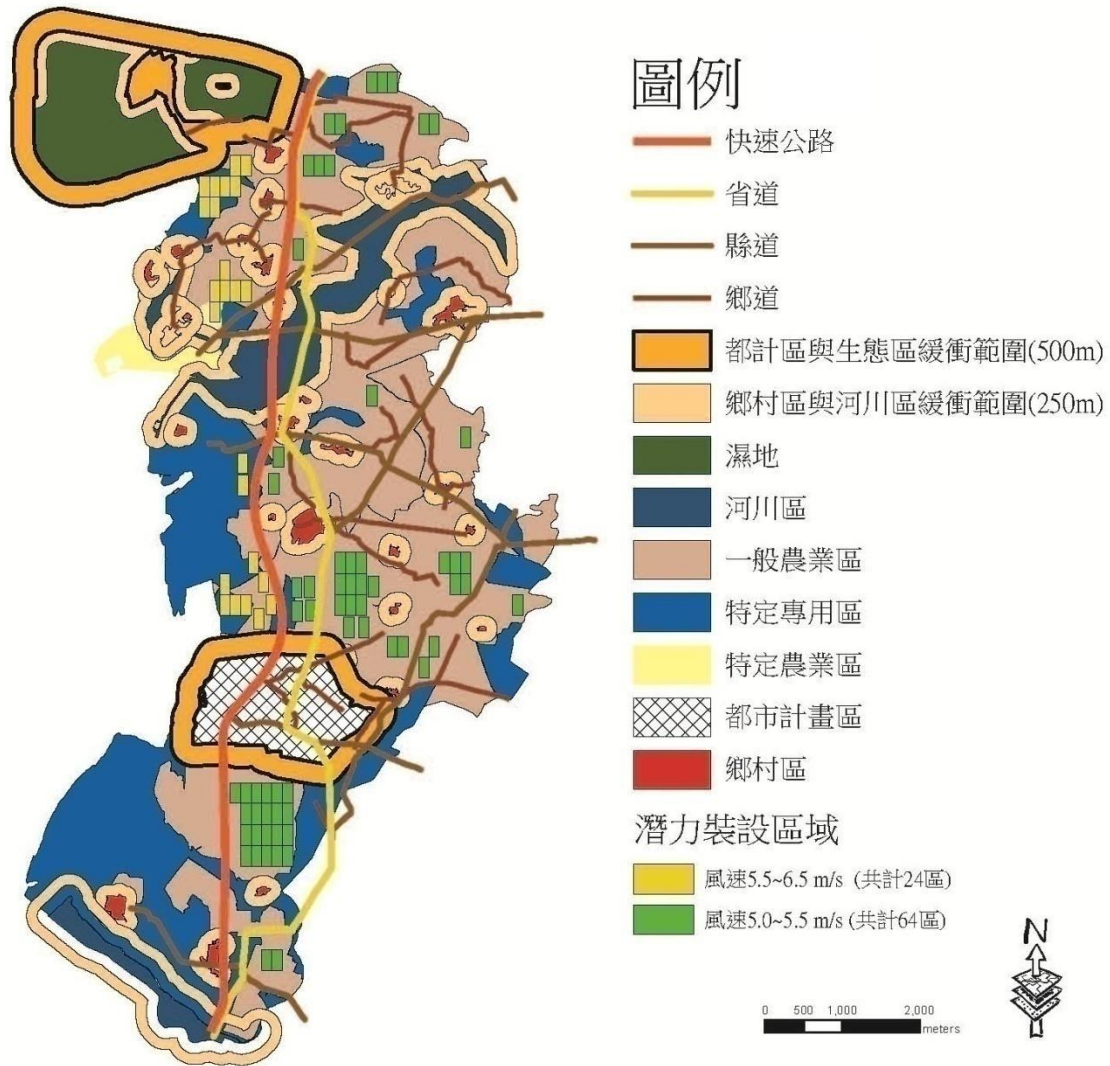 圖例
快速公路
省道
縣道
鄉道
都計區與生態區緩衝範圍(500m)
鄉村區與河川區緩衝範圍(250m)
濕地
河川區
一般農業區
特定專用區
特定農業區
都市計畫區
鄉村區
潛力裝設區域
風速5.5~6.5 m/s (共計24區)
風速5.0~5.5 m/s (共計64區)
N
0 500 1,000 2,000
meters